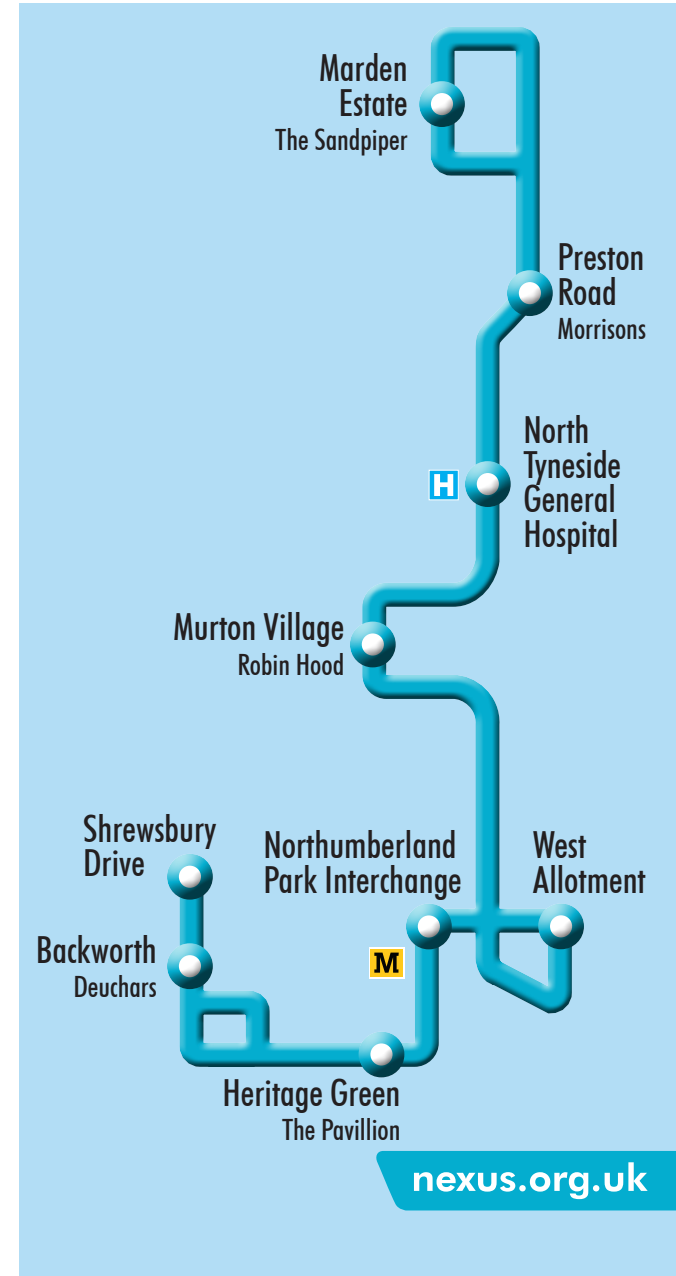 Marden
Estate
The Sandpiper
Preston
Road
Morrisons
North
Tyneside
General
Hospital
H
Murton Village
Robin Hood
Shrewsbury
Drive
Northumberland
Park Interchange
West
Allotment
Backworth
Deuchars
M
Heritage Green
The Pavillion
nexus.org.uk